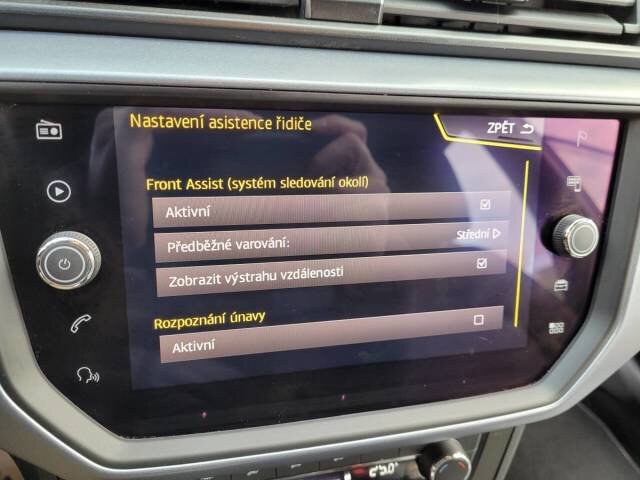 Nastavení asistence řidiče
ZPĚT
Front Assist (systém sledování okolí)
Aktivní
Předběžné varování:
Střední
Zobrazit výstrahu vzdálenosti
Rozpoznání únavy
Aktivní